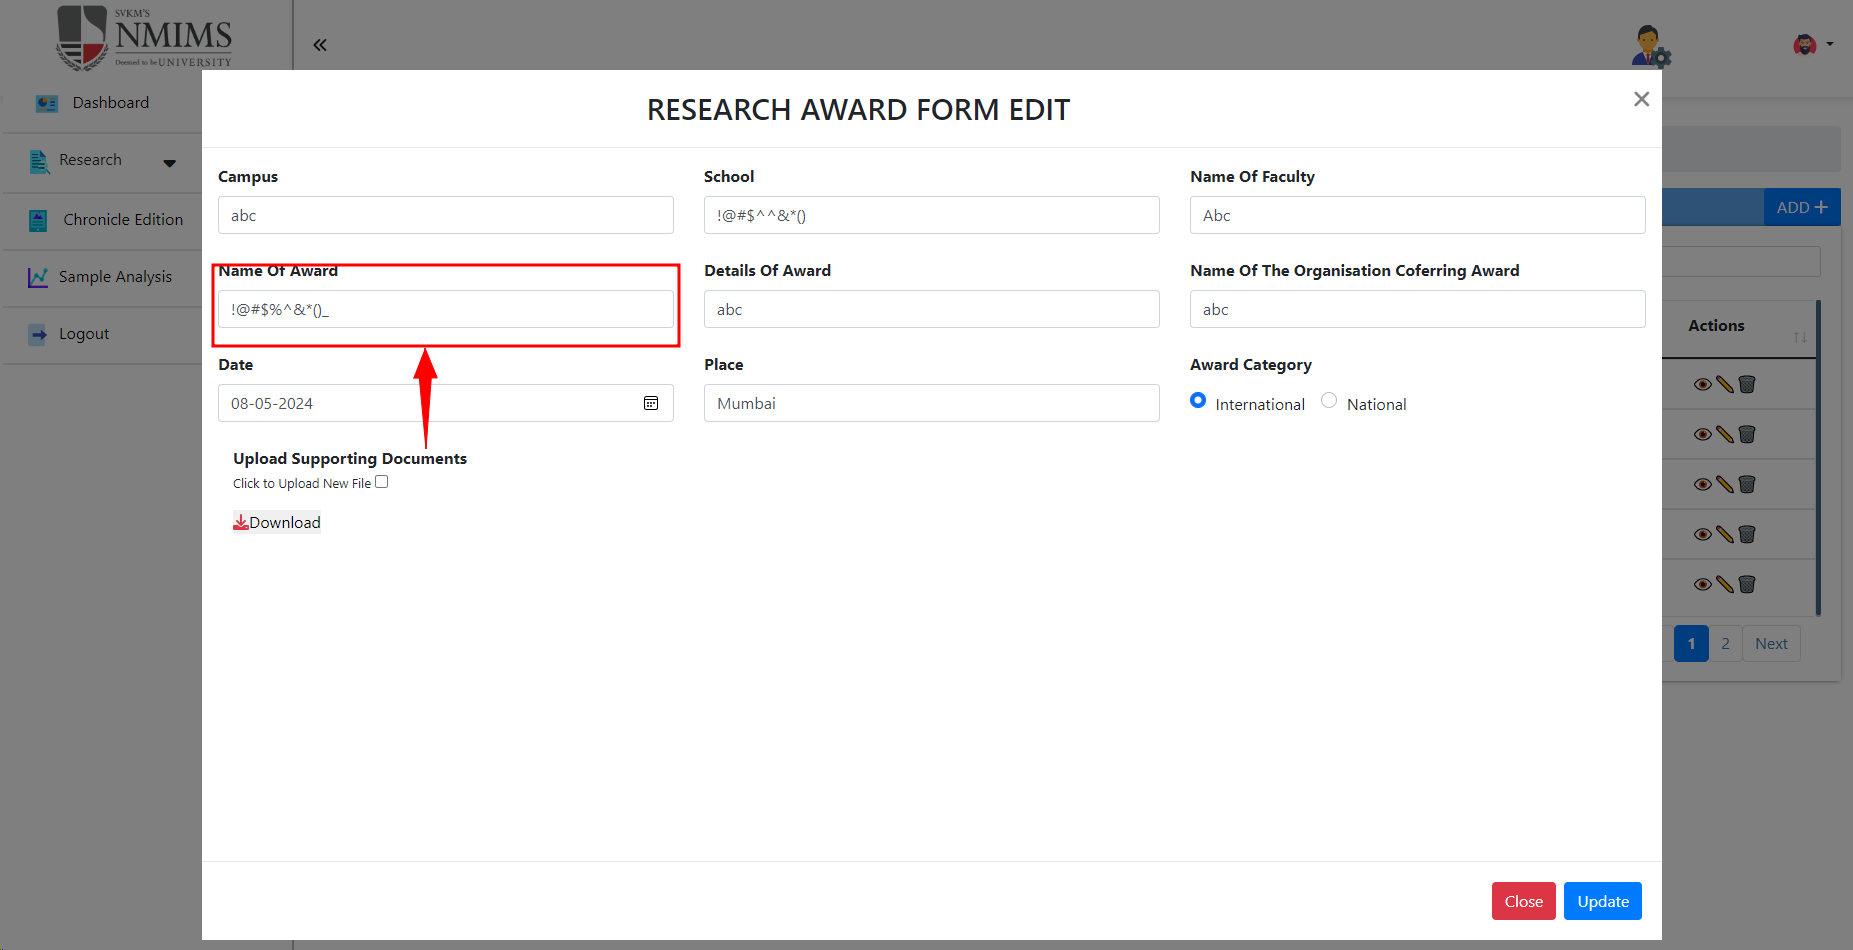 SVKM'S
NMIMS
Deemed to be UNIVERSITY
Dashboard
Research
Chronicle Edition
Sample Analysis
Logout
RESEARCH AWARD FORM EDIT
Campus
School
Name Of Faculty
abc
!@#$^^&*()
Abc
Name Of Award
Details Of Award
Name Of The Organisation Coferring Award
!@#$%^&*()_
abc
abc
Date
Place
Award Category
08-05-2024
Mumbai
International
National
Upload Supporting Documents
Click to Upload New File
Download
Close
Update
ADD +
Actions
1
2
Next